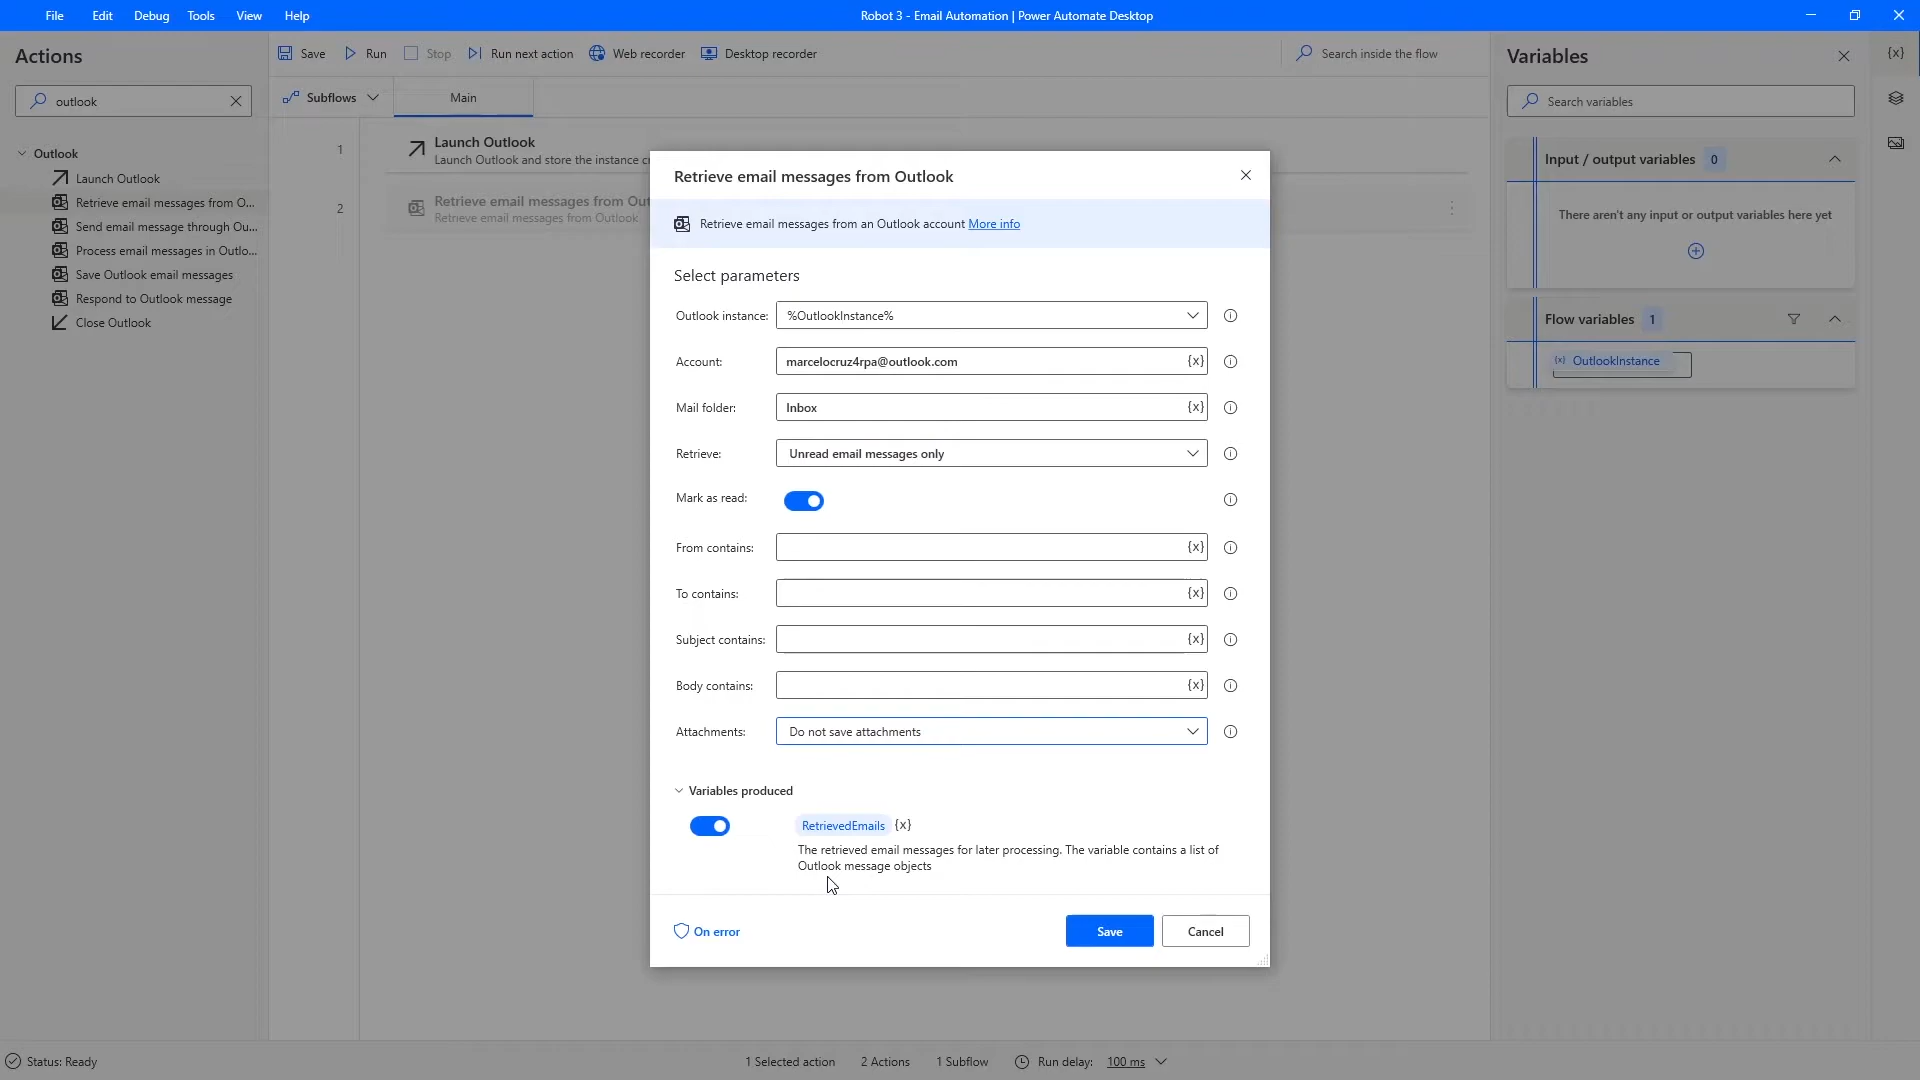 File Edit Debug Tools View Help
Robot 3 - Email Automation | Power Automate Desktop
Actions
outlook
Outlook
Launch Outlook
Retrieve email messages from O...
Send email message through Ou...
Process email messages in Outlo...
Save Outlook email messages
Respond to Outlook message
Close Outlook
Save Run Stop Run next action Web recorder Desktop recorder
Search inside the flow
Subflows Main
1
Launch Outlook
Launch Outlook and store the instance c
2
Retrieve email messages from Out
Retrieve email messages from Outlook
Retrieve email messages from Outlook
Retrieve email messages from an Outlook account More info
Select parameters
Outlook instance: %OutlookInstance%
Account: marcelocruz4rpa@outlook.com {x}
Mail folder: Inbox {x}
Retrieve: Unread email messages only
Mark as read:
From contains: {x}
To contains: {x}
Subject contains: {x}
Body contains: {x}
Attachments: Do not save attachments
Variables produced
RetrievedEmails {x}
The retrieved email messages for later processing. The variable contains a list of
Outlook message objects
On error
Save Cancel
Variables
{x}
Search variables
Input / output variables 0
There aren't any input or output variables here yet
Flow variables 1
{x} OutlookInstance
Status: Ready
1 Selected action 2 Actions 1 Subflow Run delay: 100 ms